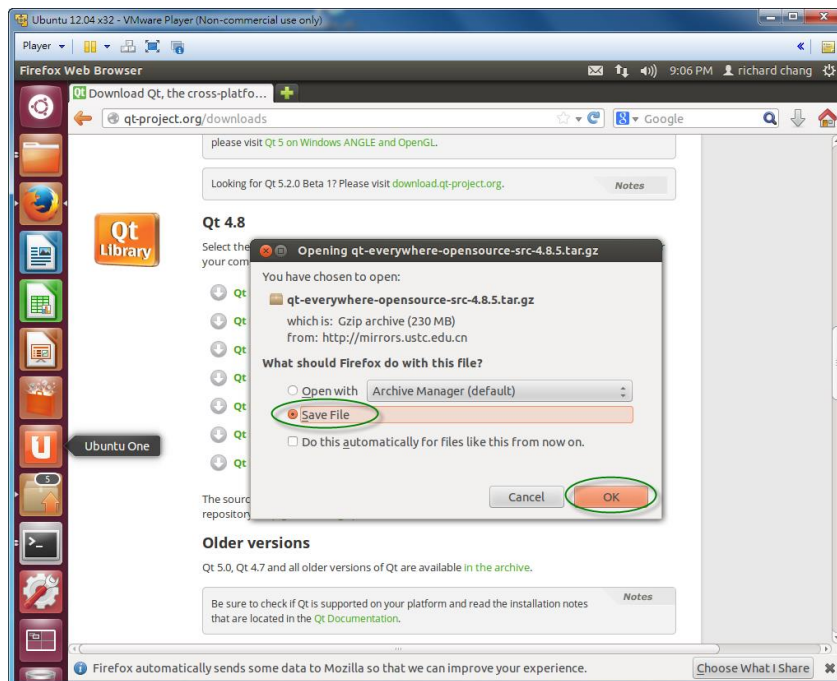 Ubuntu 12.04 x32 - VMware Player (Non-commercial use only)
Player
Firefox Web Browser
9:06 PM richard chang
Qt Download Qt, the cross-platfo...
qt-project.org/downloads
Google
please visit Qt 5 on Windows ANGLE and OpenGL.
Looking for Qt 5.2.0 Beta 1? Please visit download.qt-project.org.
Notes
Qt Library
Qt 4.8
Select the
your com
Opening qt-everywhere-opensource-src-4.8.5.tar.gz
You have chosen to open:
qt-everywhere-opensource-src-4.8.5.tar.gz
which is: Gzip archive (230 MB)
from: http://mirrors.ustc.edu.cn
What should Firefox do with this file?
Open with Archive Manager (default)
Save File
Do this automatically for files like this from now on.
Cancel OK
Qt
Qt
Qt
Qt
Qt
Qt
Qt
Ubuntu One
5
The sourc
repository
Older versions
Qt 5.0, Qt 4.7 and all older versions of Qt are available in the archive.
Notes
Be sure to check if Qt is supported on your platform and read the installation notes
that are located in the Qt Documentation.
Firefox automatically sends some data to Mozilla so that we can improve your experience.
Choose What I Share